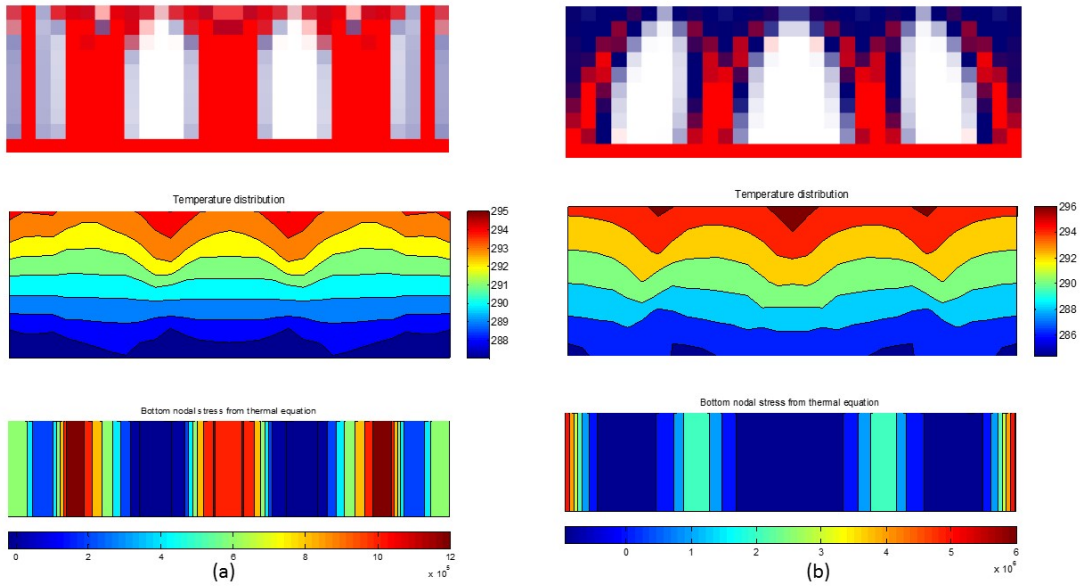 Temperature distribution
295
294
293
292
291
290
289
288
Bottom nodal stress from thermal equation
0 2 4 6 8 10 12
x 10^5
(a)
Temperature distribution
296
294
292
290
288
286
Bottom nodal stress from thermal equation
0 1 2 3 4 5 6
x 10^6
(b)